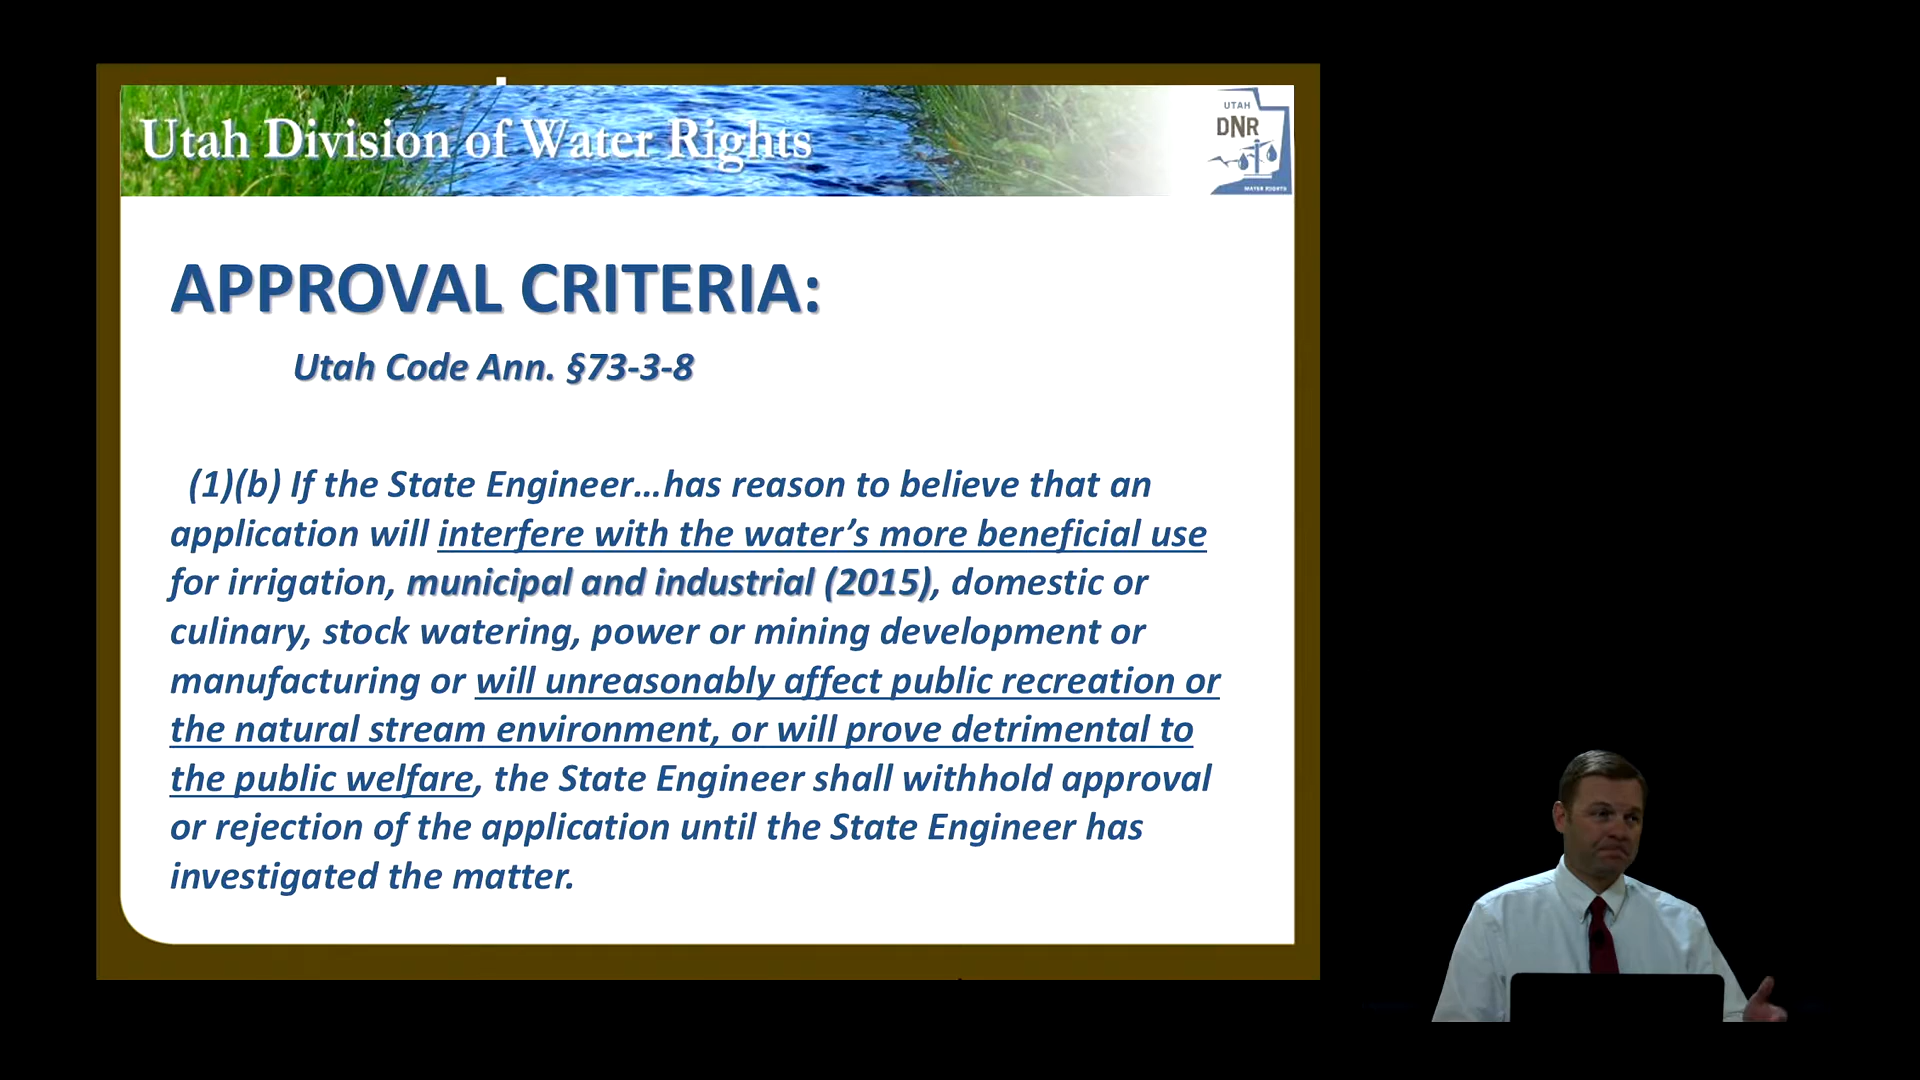 Utah Division of Water Rights
UTAH
DNR
WATER RIGHTS
APPROVAL CRITERIA:
Utah Code Ann. §73-3-8
(1)(b) If the State Engineer…has reason to believe that an
application will interfere with the water’s more beneficial use
for irrigation, municipal and industrial (2015), domestic or
culinary, stock watering, power or mining development or
manufacturing or will unreasonably affect public recreation or
the natural stream environment, or will prove detrimental to
the public welfare, the State Engineer shall withhold approval
or rejection of the application until the State Engineer has
investigated the matter.